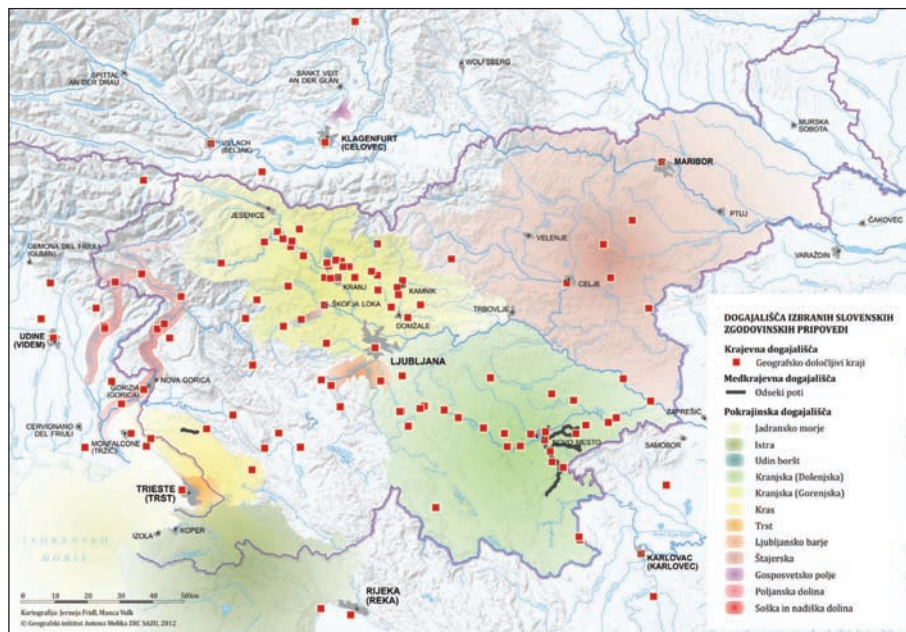 WOLFSBERG
SPITTAL
AN DER DRAU
SANKT VEIT
AN DER GLAN
MURSKA
SOBOTA
KLAGENFURT
(CELOVEC)
VILLACH
(BELJAK)
MARIBOR
JESENICE
PTUJ
ČAKOVEC
VELENJE
GEMONA DEL FRIULI
(GUMIN)
VARAŽDIN
KRANJ
CELJE
KAMNIK
ŠKOFJA LOKA
TRBOVLJE
DOMŽALE
UDINE
(VIDEM)
LJUBLJANA
NOVA GORICA
GORIZIA
(GORICA)
ZAPREŠIĆ
CERVIGNANO
DEL FRIULI
MONFALCONE
(TRŽIČ)
NOVO MESTO
SAMOBOR
TRIESTE
(TRST)
KOPER
IZOLA
JADRANSKO
MORJE
KARLOVAC
(KARLOVEC)
RIJEKA
(REKA)
DOGAJALIŠČA IZBRANIH SLOVENSKIH
ZGODOVINSKIH PRIPOVEDI
Krajevna dogajališča
Geografsko določljivi kraji
Medkrajevna dogajališča
Odseki poti
Pokrajinska dogajališča
Jadransko morje
Istra
Udin boršt
Kranjska (Dolenjska)
Kranjska (Gorenjska)
Kras
Trst
Ljubljansko barje
Štajerska
Gosposvetsko polje
Poljanska dolina
Soška in nadiška dolina
0 10 20 30 40 50 km
Kartografija: Jerneja Fridl, Manca Volk
© Geografski inštitut Antona Melika ZRC SAZU, 2012